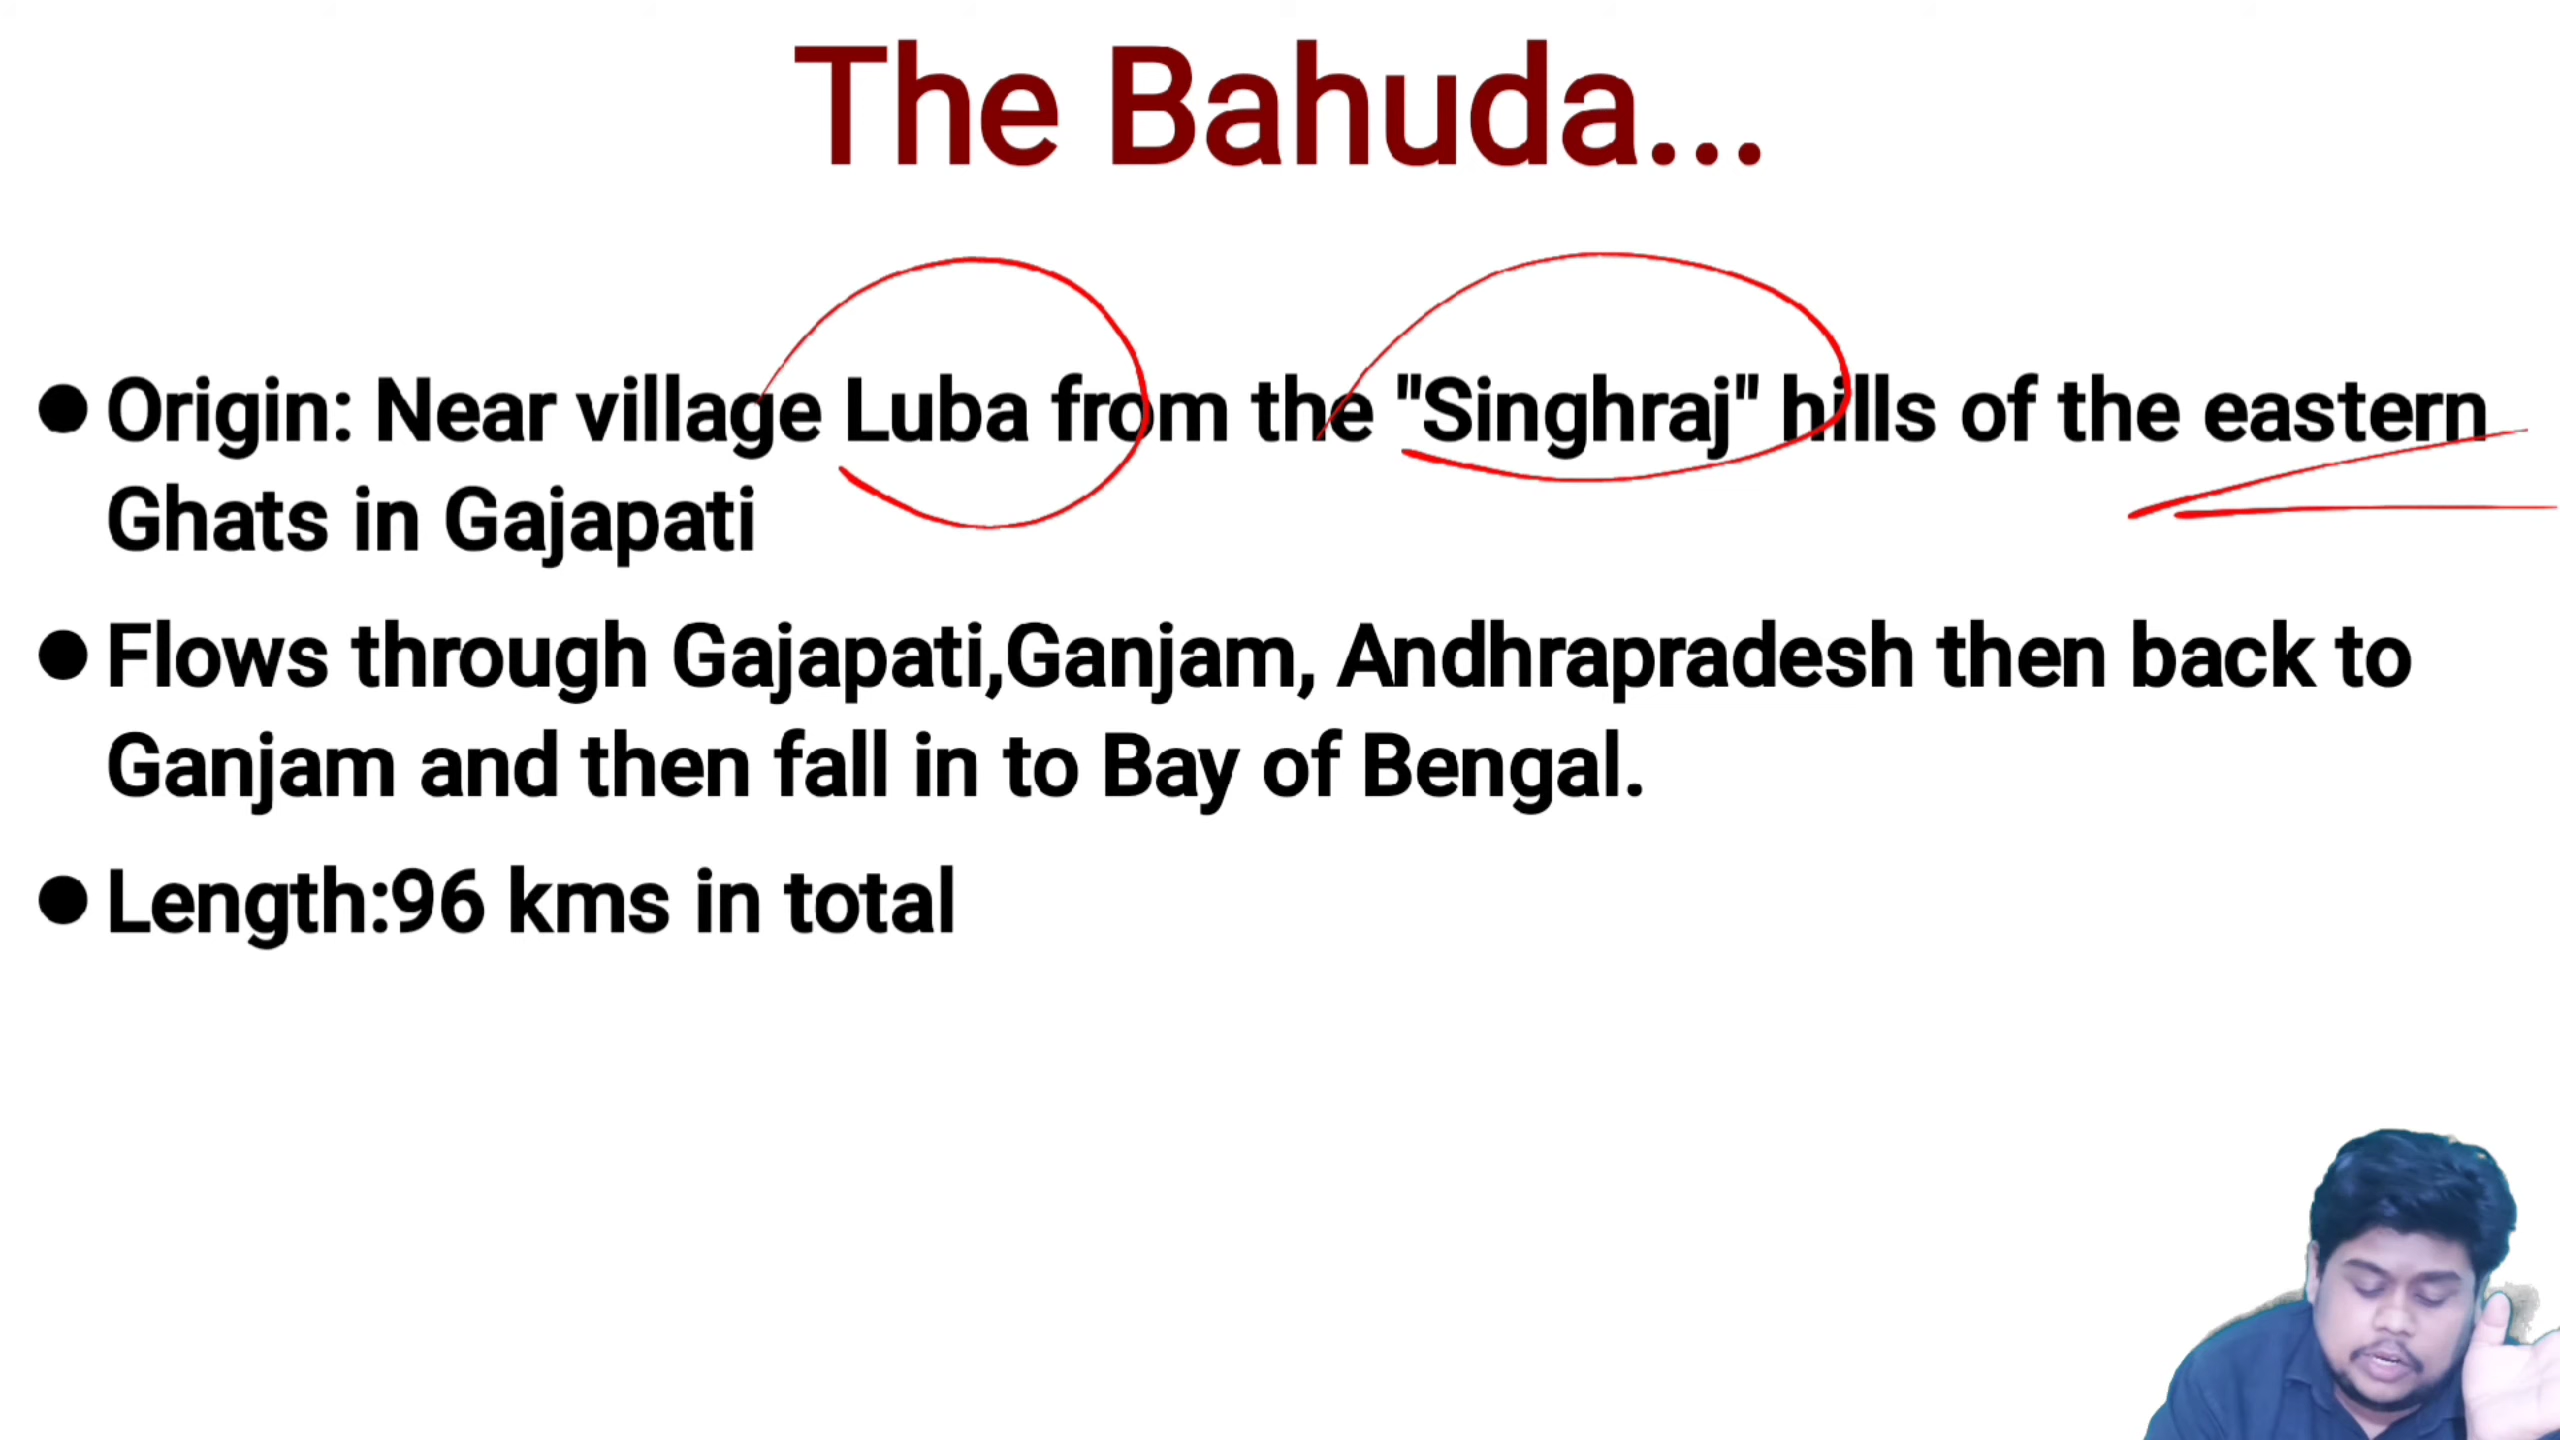 The Bahuda...
● Origin: Near village Luba from the "Singhraj" hills of the eastern
Ghats in Gajapati
● Flows through Gajapati,Ganjam, Andhrapradesh then back to
Ganjam and then fall in to Bay of Bengal.
● Length:96 kms in total